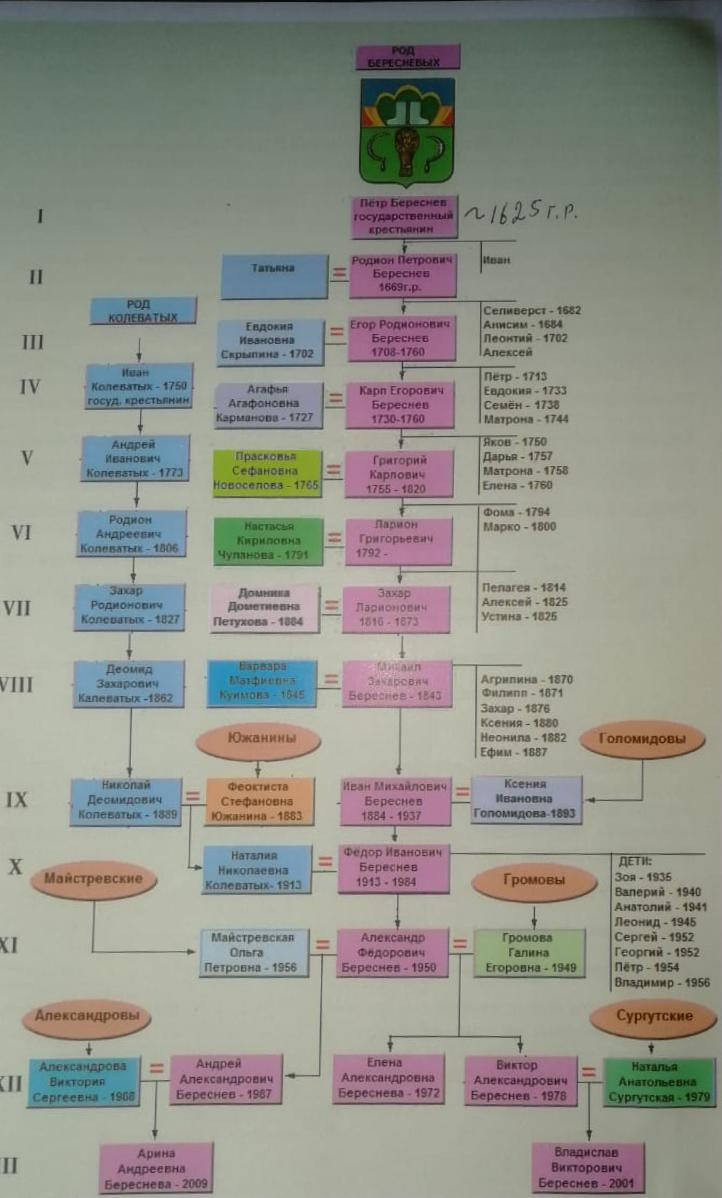 РОД
БЕРЕСНЕВЫХ
I
Пётр Береснев
государственный
крестьянин
~1625 г.р.
II
Татьяна
=
Родион Петрович
Береснев
1669г.р.
Иван
РОД
КОЛЕВАТЫХ
III
Евдокия
Ивановна
Скрыпина - 1702
=
Егор Родионович
Береснев
1708-1760
Селиверст - 1682
Анисим - 1684
Леонтий - 1702
Алексей
IV
Иван
Колеватых - 1750
госуд. крестьянин
Агафья
Агафоновна
Карманова - 1727
=
Карп Егорович
Береснев
1730-1760
Пётр - 1713
Евдокия - 1733
Семён - 1738
Матрона - 1744
V
Андрей
Иванович
Колеватых - 1773
Прасковья
Сефановна
Новоселова - 1765
=
Григорий
Карпович
1755 - 1820
Яков - 1750
Дарья - 1757
Матрона - 1758
Елена - 1760
VI
Родион
Андреевич
Колеватых - 1806
Настасья
Кириловна
Чупанова - 1791
=
Ларион
Григорьевич
1792 -
Фома - 1794
Марко - 1800
VII
Захар
Родионович
Колеватых - 1827
Домника
Дометиевна
Петухова - 1884
=
Захар
Ларионович
1816 - 1873
Пелагея - 1814
Алексей - 1825
Устина - 1825
VIII
Деомид
Захарович
Калеватых -1862
Варвара
Матфиевна
Куимова - 1845
=
Михаил
Захарович
Береснев - 1843
Агрипина - 1870
Филипп - 1871
Захар - 1876
Ксения - 1880
Неонила - 1882
Ефим - 1887
Южанины
Голомидовы
IX
Николай
Деомидович
Колеватых - 1889
=
Феоктиста
Стефановна
Южанина - 1883
Иван Михайлович
Береснев
1884 - 1937
=
Ксения
Ивановна
Голомидова-1893
X
Майстревские
Наталия
Николаевна
Колеватых- 1913
=
Фёдор Иванович
Береснев
1913 - 1984
Громовы
ДЕТИ:
Зоя - 1935
Валерий - 1940
Анатолий - 1941
Леонид - 1945
Сергей - 1952
Георгий - 1952
Пётр - 1954
Владимир - 1956
XI
Майстревская
Ольга
Петровна - 1956
=
Александр
Фёдорович
Береснев - 1950
=
Громова
Галина
Егоровна - 1949
Александровы
Сургутские
XII
Александрова
Виктория
Сергеевна - 1988
=
Андрей
Александрович
Береснев - 1987
Елена
Александровна
Береснева - 1972
Виктор
Александрович
Береснев - 1978
=
Наталья
Анатольевна
Сургутская - 1979
III
Арина
Андреевна
Береснева - 2009
Владислав
Викторович
Береснев - 2001